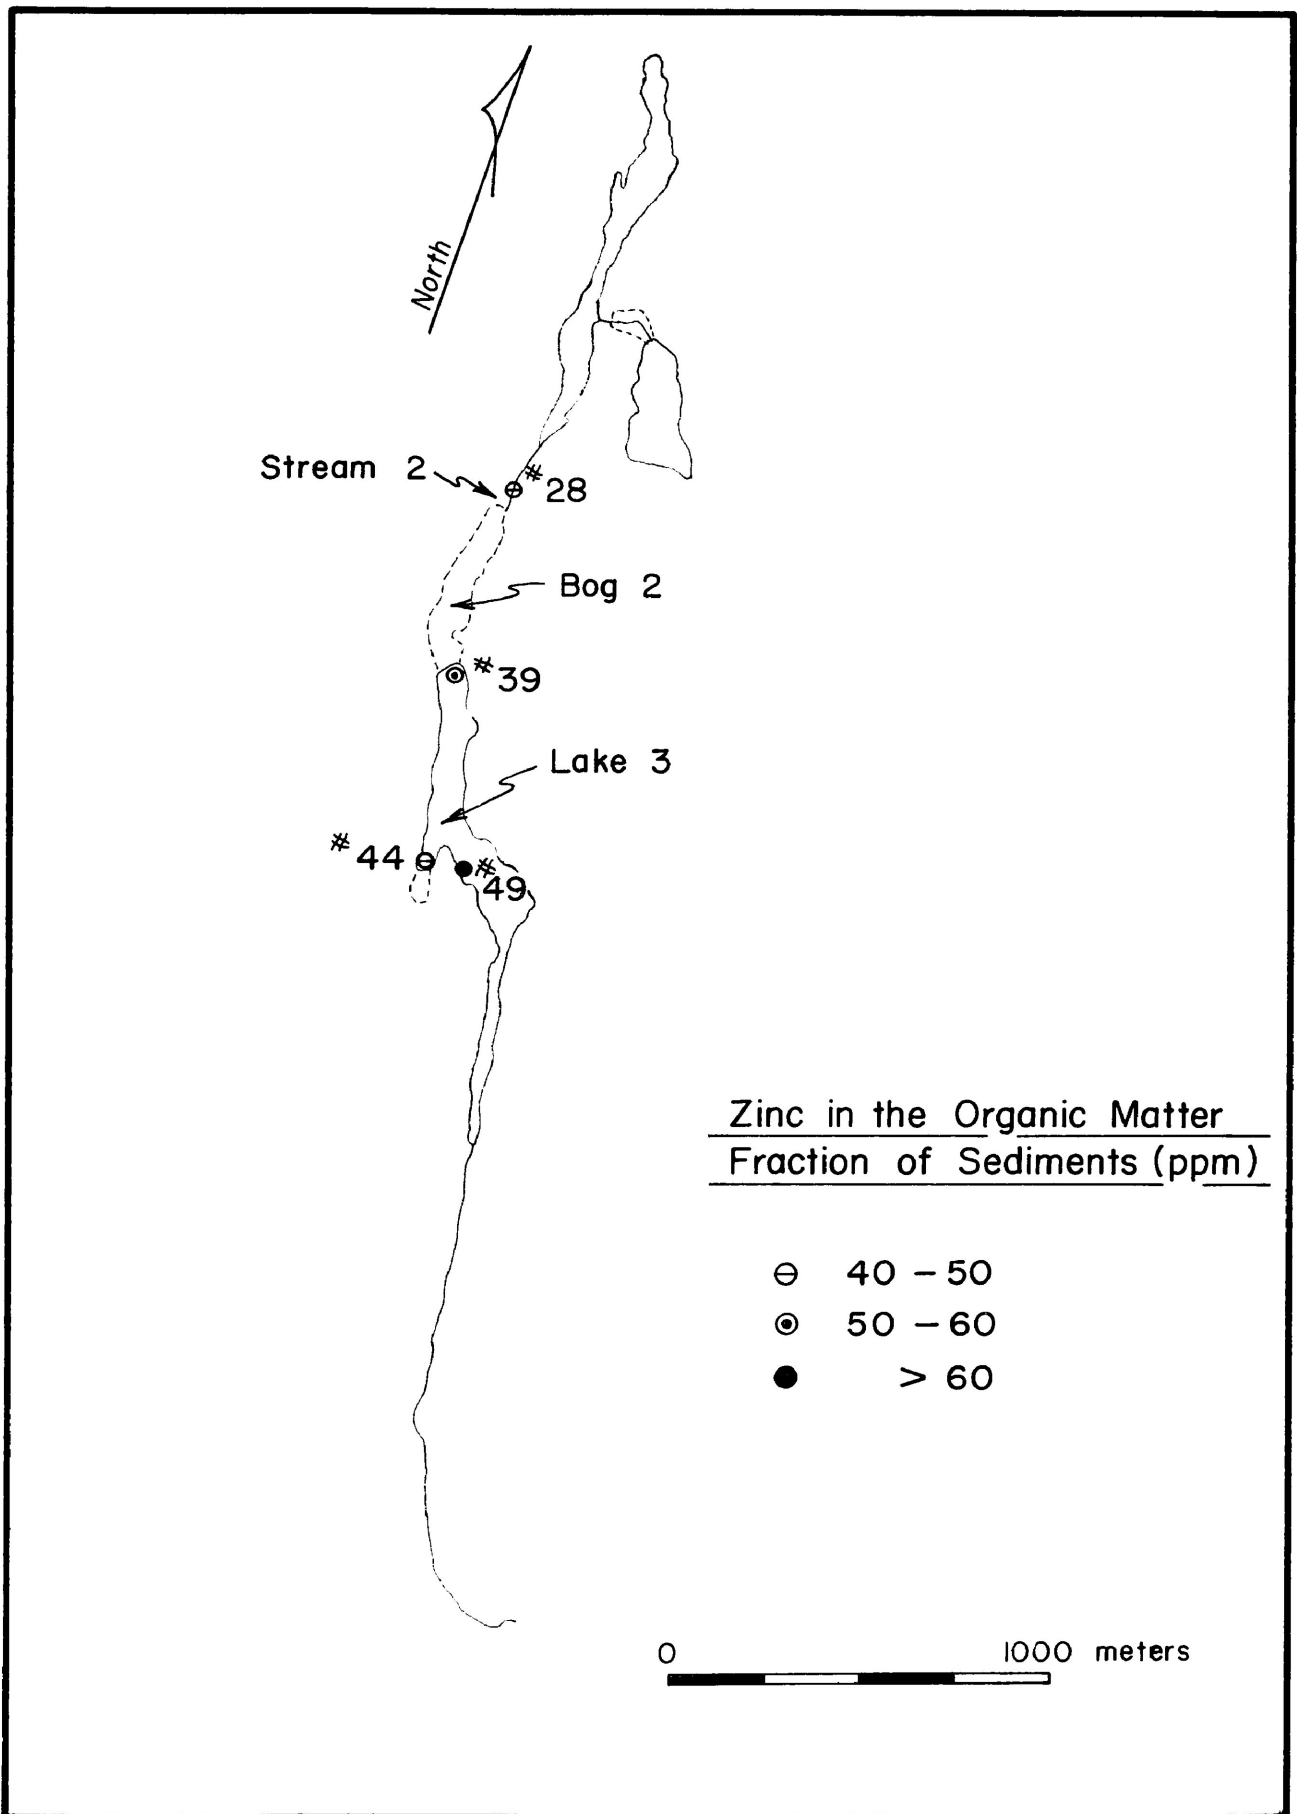 North
Stream 2
#28
Bog 2
#39
Lake 3
#44
#49
Zinc in the Organic Matter
Fraction of Sediments (ppm)
40 – 50
50 – 60
> 60
0 1000 meters